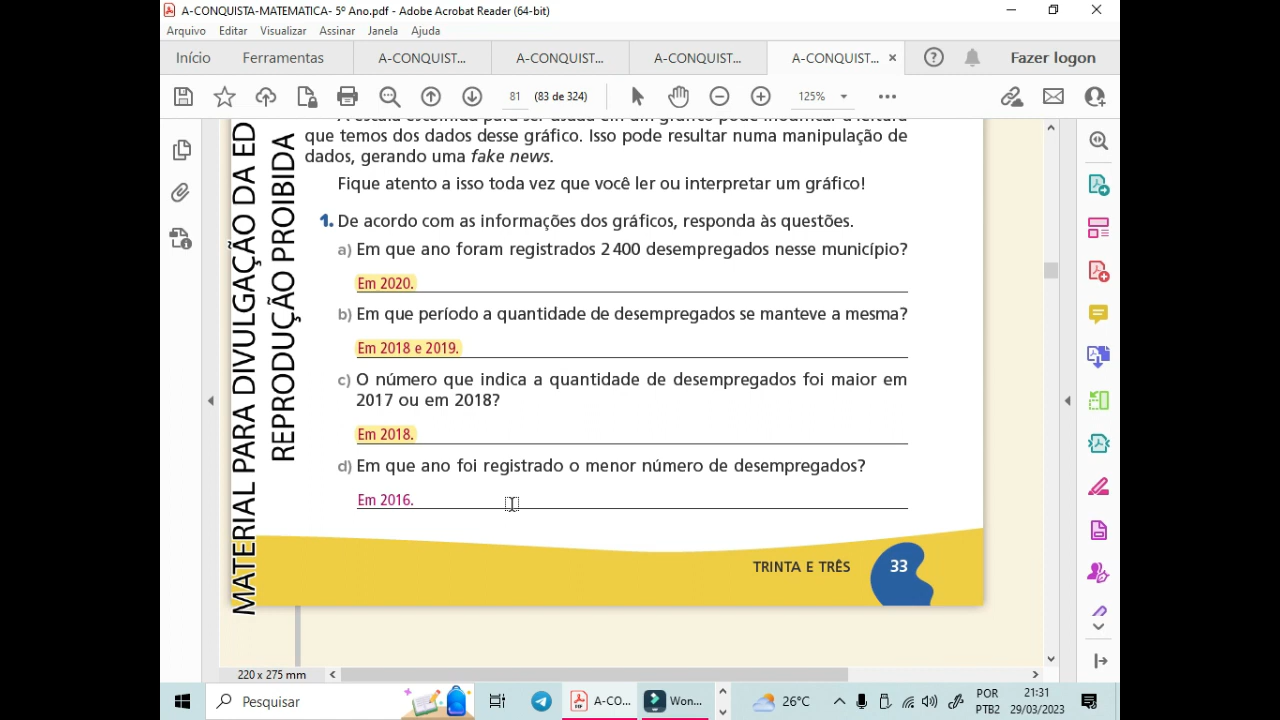 A-CONQUISTA-MATEMATICA- 5º Ano.pdf - Adobe Acrobat Reader (64-bit)
Arquivo Editar Visualizar Assinar Janela Ajuda
Início Ferramentas A-CONQUIST... A-CONQUIST... A-CONQUIST... A-CONQUIST... × Fazer logon
81 (83 de 324) 125%
que temos dos dados desse gráfico. Isso pode resultar numa manipulação de
dados, gerando uma fake news.
Fique atento a isso toda vez que você ler ou interpretar um gráfico!
1. De acordo com as informações dos gráficos, responda às questões.
a) Em que ano foram registrados 2 400 desempregados nesse município?
Em 2020.
b) Em que período a quantidade de desempregados se manteve a mesma?
Em 2018 e 2019.
c) O número que indica a quantidade de desempregados foi maior em
2017 ou em 2018?
Em 2018.
d) Em que ano foi registrado o menor número de desempregados?
Em 2016.
TRINTA E TRÊS 33
MATERIAL PARA DIVULGAÇÃO DA ED
REPRODUÇÃO PROIBIDA
220 x 275 mm
Pesquisar A-CO... Won... 26°C POR 21:31
PTB2 29/03/2023